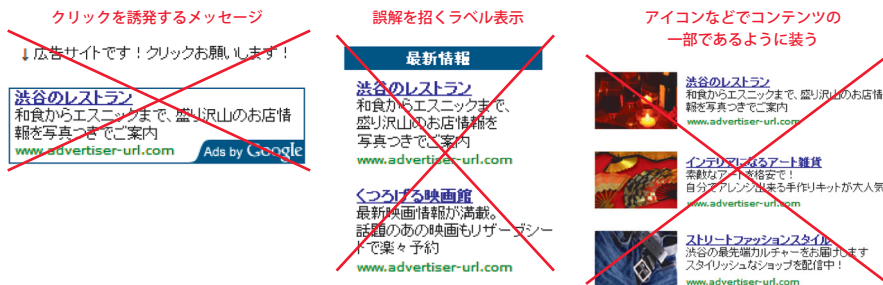 クリックを誘発するメッセージ
↓広告サイトです！クリックお願いします！
渋谷のレストラン
和食からエスニックまで、盛り沢山のお店情
報を写真つきでご案内
www.advertiser-url.com
Ads by Google
誤解を招くラベル表示
最新情報
渋谷のレストラン
和食からエスニックまで、
盛り沢山のお店情報を
写真つきでご案内
www.advertiser-url.com
くつろげる映画館
最新映画情報が満載。
話題のあの映画もリザーブシー
トで楽々予約
www.advertiser-url.com
アイコンなどでコンテンツの
一部であるように装う
渋谷のレストラン
和食からエスニックまで、盛り沢山のお店情
報を写真つきでご案内
www.advertiser-url.com
インテリアになるアート雑貨
素敵なアートを格安で！
自分でアレンジ出来る手作りキットが大人気
www.advertiser-url.com
ストリートファッションスタイル
渋谷の最先端カルチャーをお届けします
スタイリッシュなショップを配信中！
www.advertiser-url.com